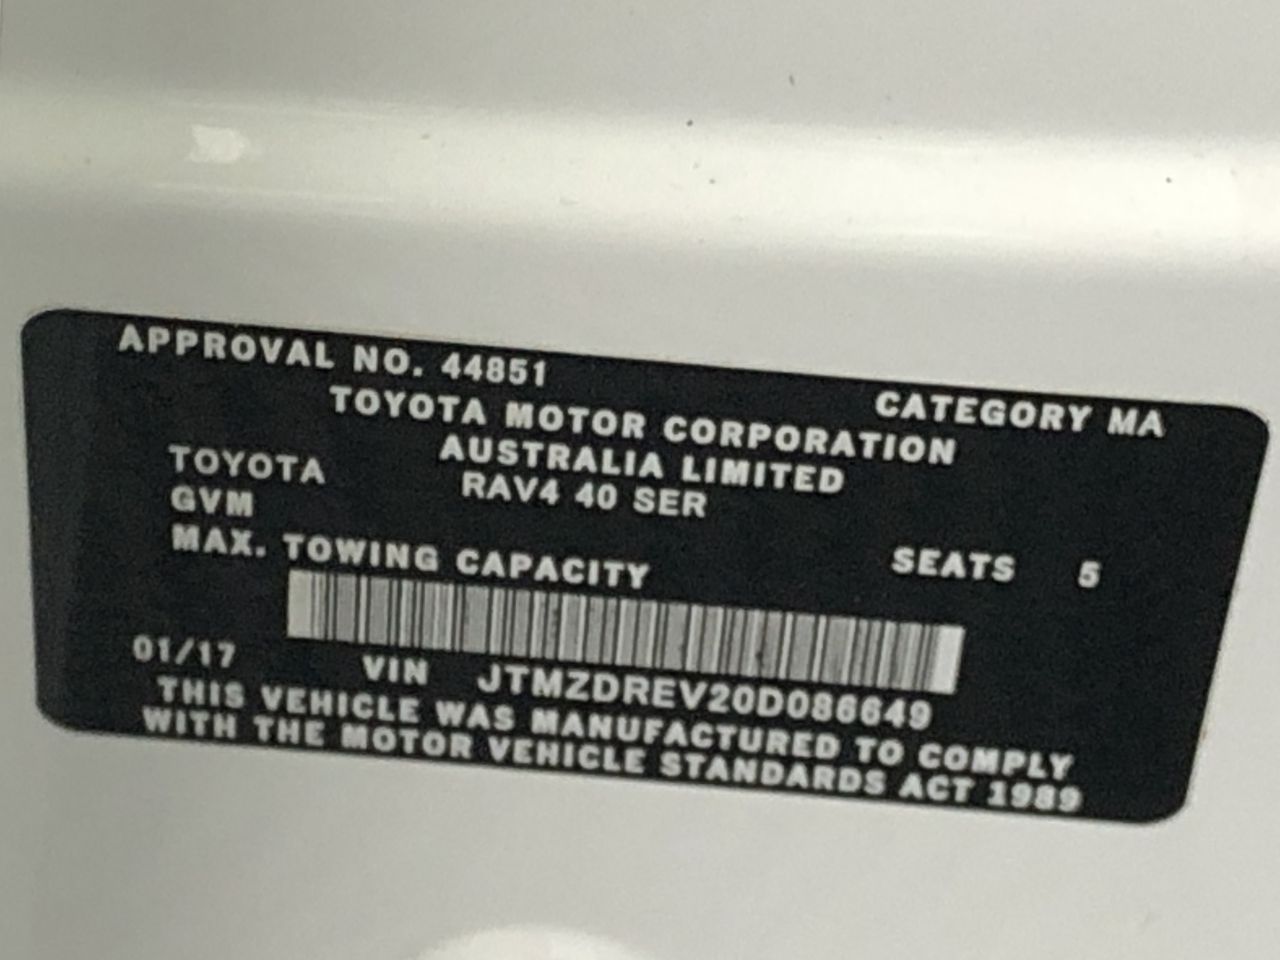 APPROVAL NO. 44851
CATEGORY MA
TOYOTA MOTOR CORPORATION
AUSTRALIA LIMITED
TOYOTA RAV4 40 SER
GVM
MAX. TOWING CAPACITY
SEATS 5
01/17
VIN JTMZDREV20D086649
THIS VEHICLE WAS MANUFACTURED TO COMPLY
WITH THE MOTOR VEHICLE STANDARDS ACT 1989